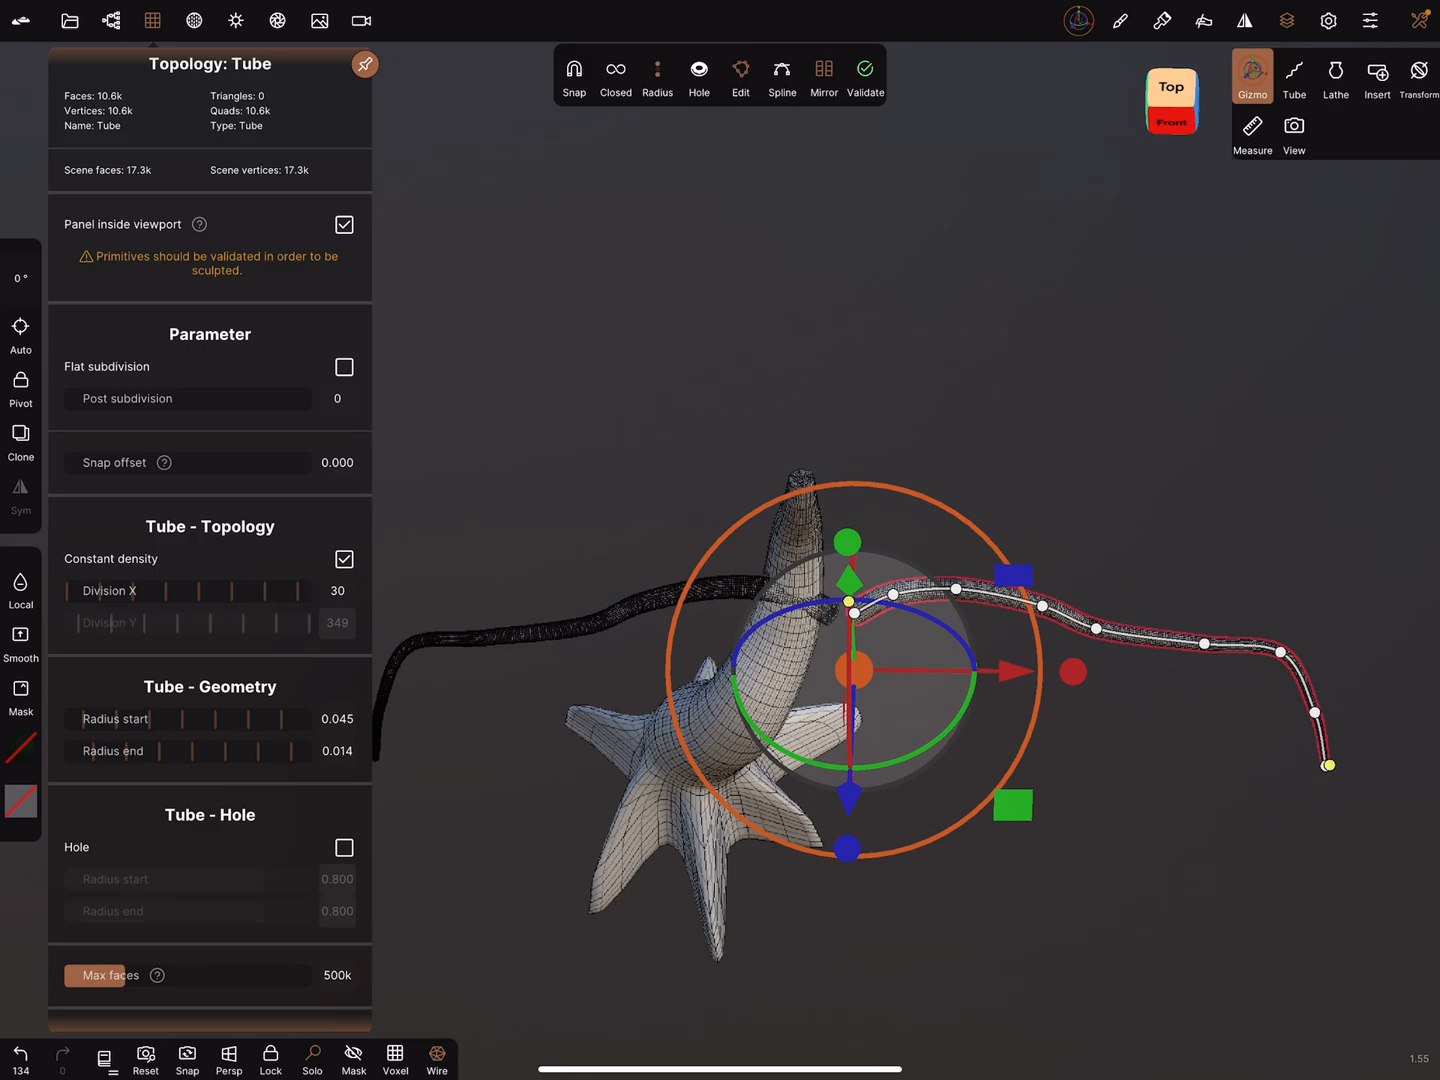 Topology: Tube
Faces: 10.6k
Triangles: 0
Vertices: 10.6k
Quads: 10.6k
Name: Tube
Type: Tube
Scene faces: 17.3k
Scene vertices: 17.3k
Panel inside viewport ?
Primitives should be validated in order to be
sculpted.
Parameter
Flat subdivision
Post subdivision 0
Snap offset ? 0.000
Tube - Topology
Constant density
Division X 30
Division Y 349
Tube - Geometry
Radius start 0.045
Radius end 0.014
Tube - Hole
Hole
Radius start 0.800
Radius end 0.800
Max faces ? 500k
Snap
Closed
Radius
Hole
Edit
Spline
Mirror
Validate
Top
Front
Gizmo
Tube
Lathe
Insert
Transform
Measure
View
0 °
Auto
Pivot
Clone
Sym
Local
Smooth
Mask
134
0
Reset
Snap
Persp
Lock
Solo
Mask
Voxel
Wire
1.55